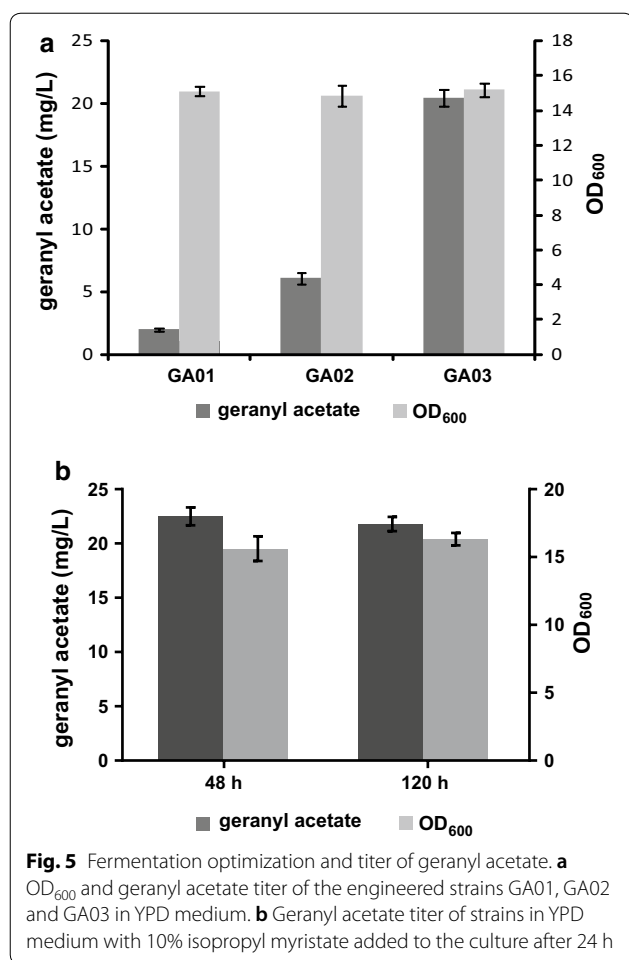 a
geranyl acetate (mg/L)
25
20
15
10
5
0
18
16
14
12
10
8
6
4
2
0
OD600
GA01 GA02 GA03
geranyl acetate OD600
b
geranyl acetate (mg/L)
25
20
15
22
10
5
0
20
15
10
5
0
OD600
48 h 120 h
geranyl acetate OD600
Fig. 5 Fermentation optimization and titer of geranyl acetate. a
OD600 and geranyl acetate titer of the engineered strains GA01, GA02
and GA03 in YPD medium. b Geranyl acetate titer of strains in YPD
medium with 10% isopropyl myristate added to the culture after 24 h